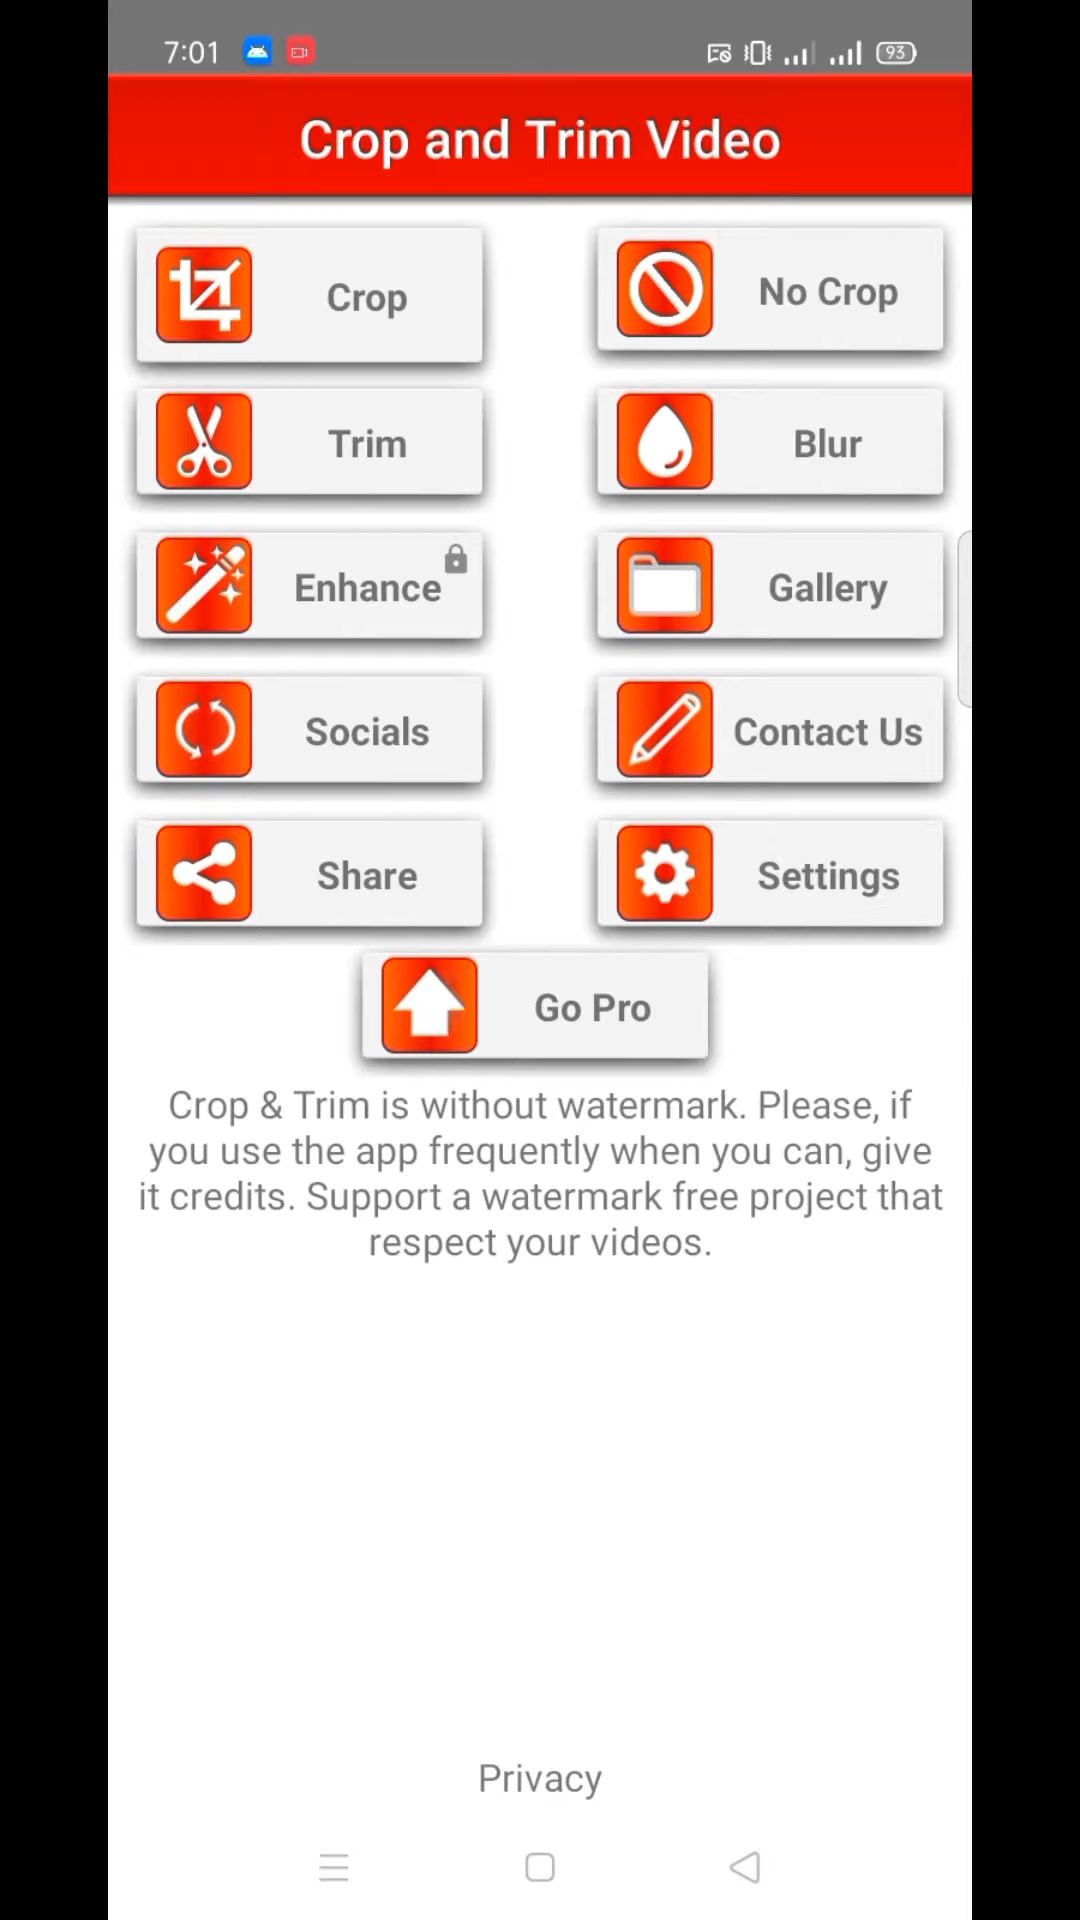 7:01
93
Crop and Trim Video
Crop
No Crop
Trim
Blur
Enhance
Gallery
Socials
Contact Us
Share
Settings
Go Pro
Crop & Trim is without watermark. Please, if
you use the app frequently when you can, give
it credits. Support a watermark free project that
respect your videos.
Privacy